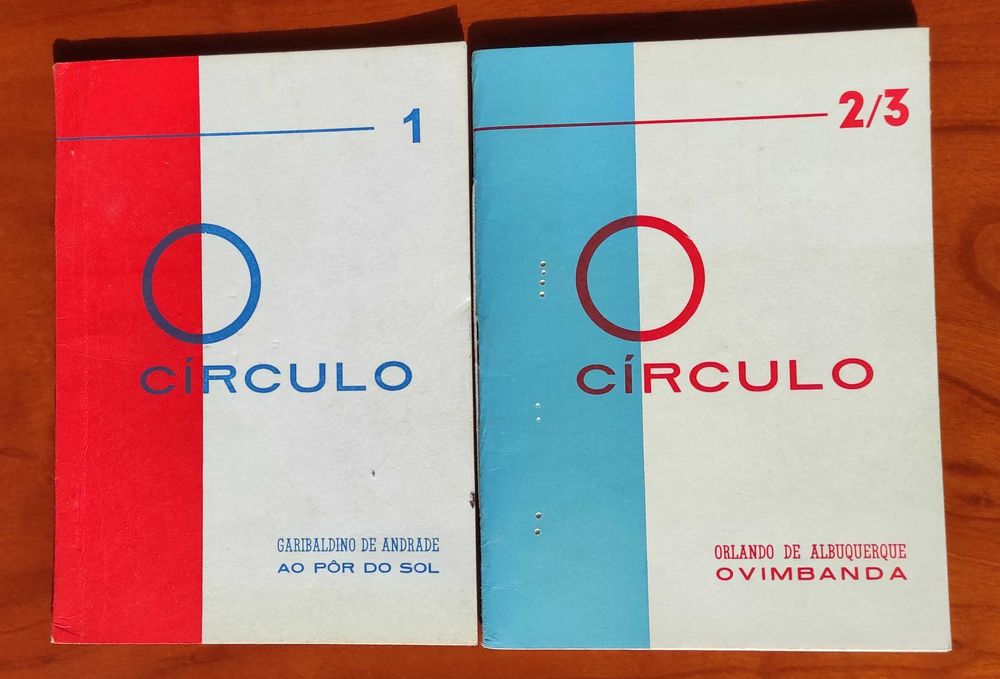 1
CÍRCULO
GARIBALDINO DE ANDRADE
AO PÔR DO SOL
2/3
CÍRCULO
ORLANDO DE ALBUQUERQUE
OVIMBANDA